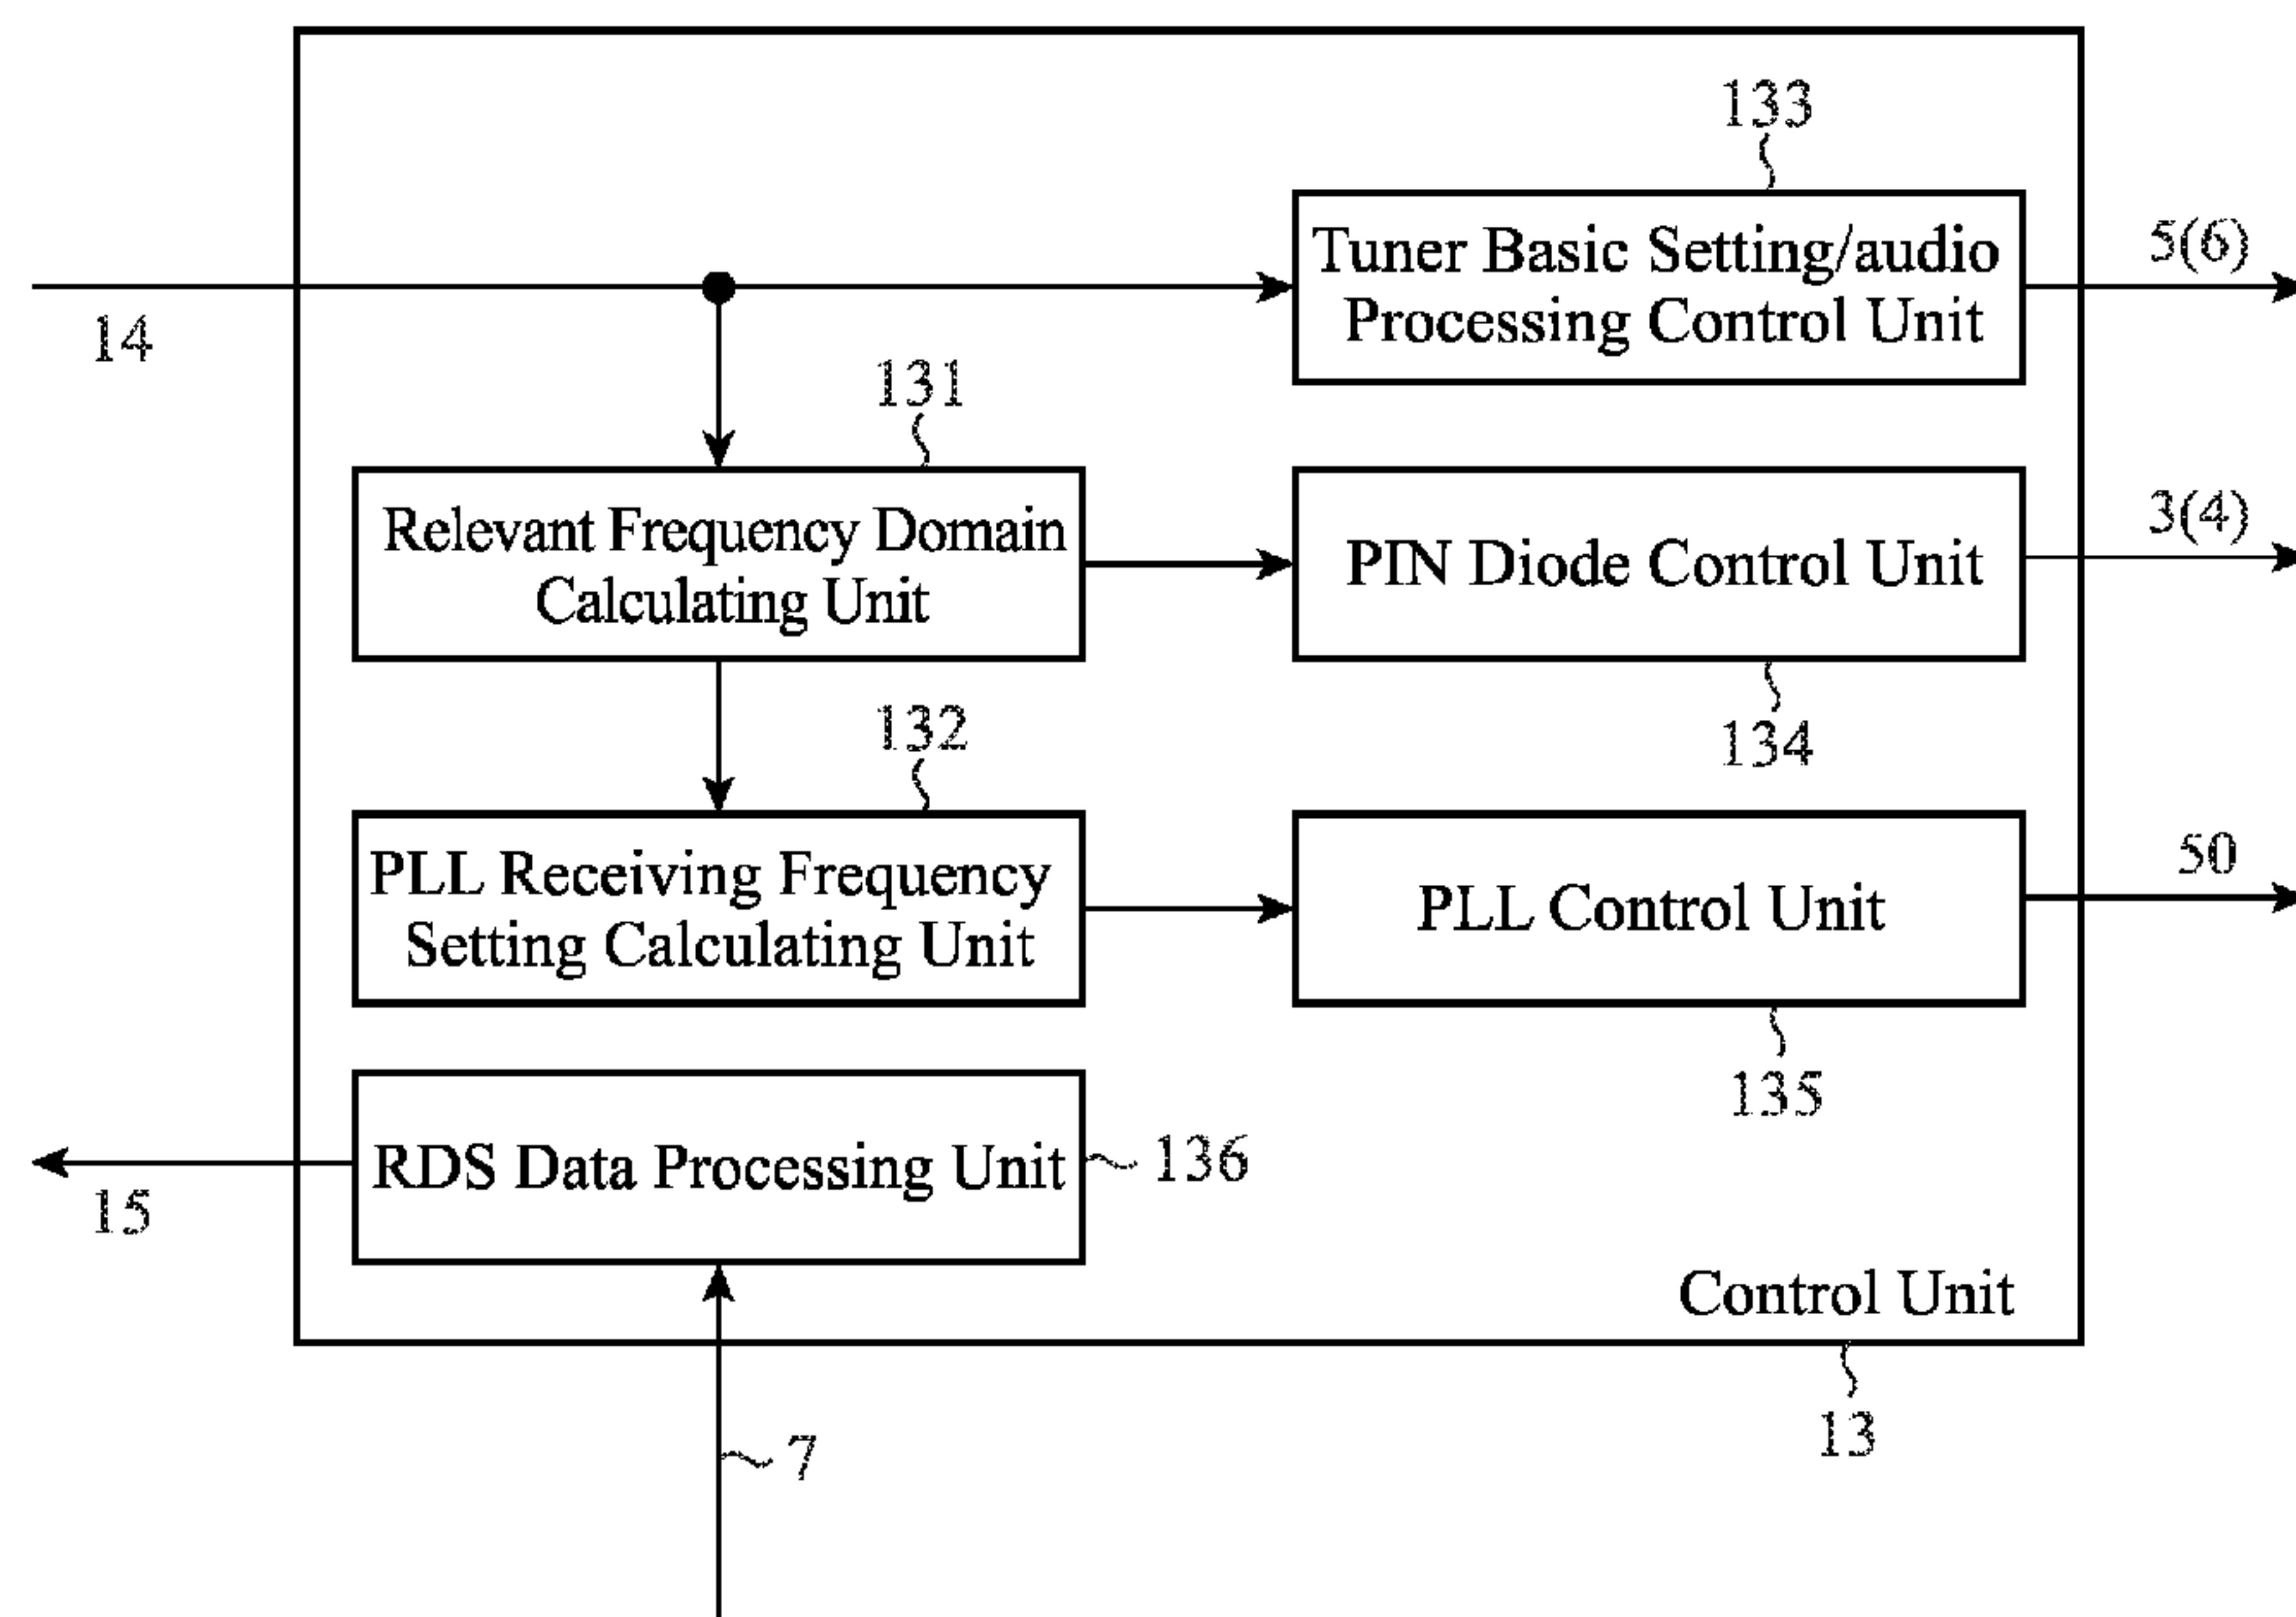 133
Tuner Basic Setting/audio
Processing Control Unit
5(6)
14
131
Relevant Frequency Domain
Calculating Unit
PIN Diode Control Unit
3(4)
134
132
PLL Receiving Frequency
Setting Calculating Unit
PLL Control Unit
50
135
RDS Data Processing Unit
136
15
Control Unit
13
7